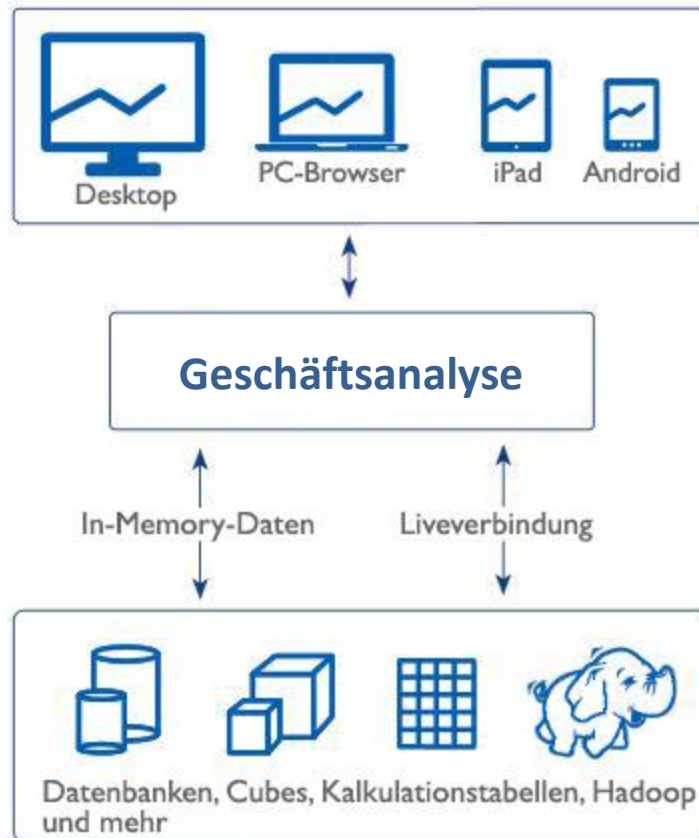 Desktop
PC-Browser
iPad
Android
Geschäftsanalyse
In-Memory-Daten
Liveverbindung
Datenbanken, Cubes, Kalkulationstabellen, Hadoop
und mehr